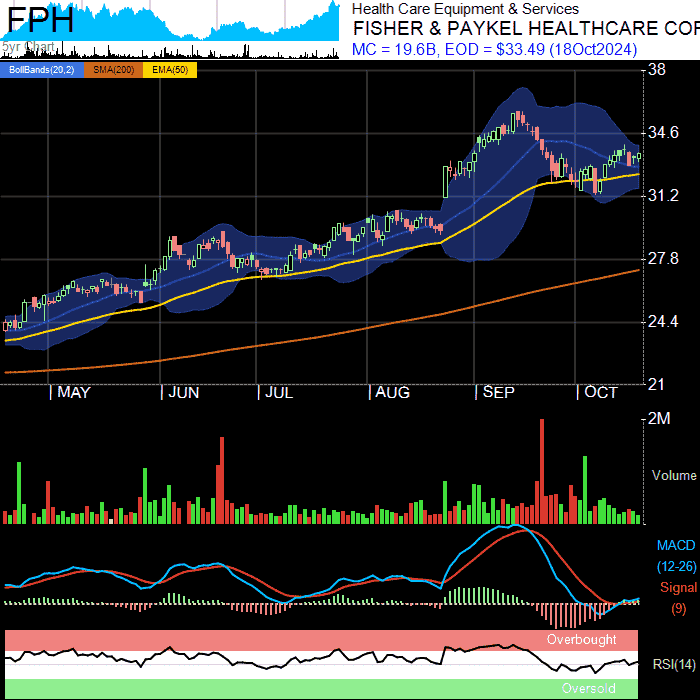 FPH
5yr Chart
Health Care Equipment & Services
FISHER & PAYKEL HEALTHCARE COR
MC = 19.6B, EOD = $33.49 (18Oct2024)
BollBands(20,2) SMA(200) EMA(50)
38
34.6
31.2
27.8
24.4
21
MAY JUN JUL AUG SEP OCT
2M
Volume
MACD
(12-26)
Signal
(9)
Overbought
RSI(14)
Oversold